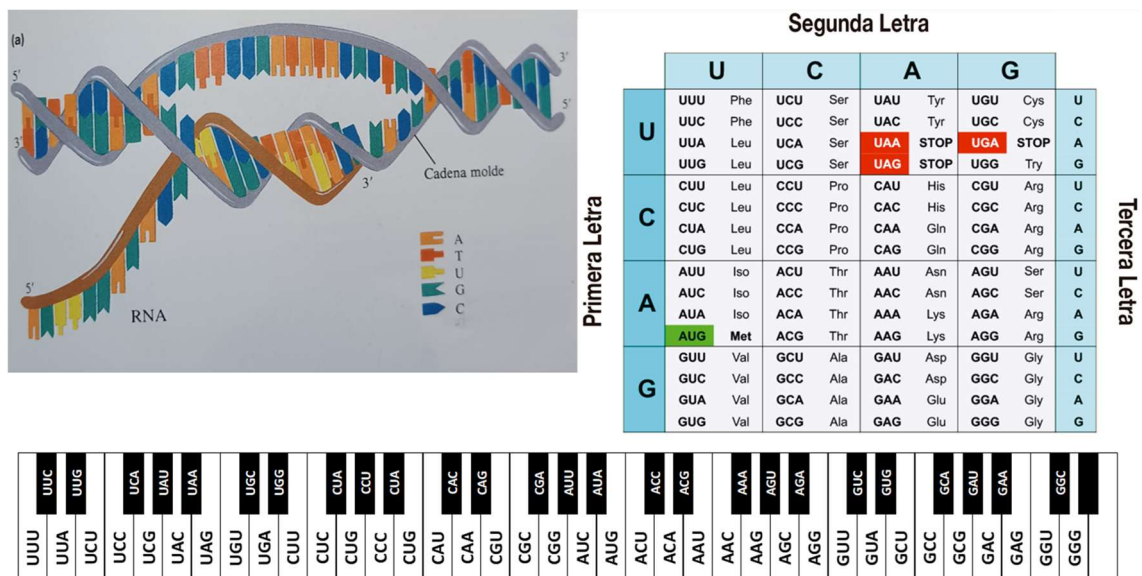 (a)
5'
3'
3'
5'
3'
Cadena molde
5'
RNA
A
T
U
G
C
Segunda Letra
Primera Letra
Tercera Letra
U C A G
U
UUU Phe UCU Ser UAU Tyr UGU Cys U
UUC Phe UCC Ser UAC Tyr UGC Cys C
UUA Leu UCA Ser UAA STOP UGA STOP A
UUG Leu UCG Ser UAG STOP UGG Try G
C
CUU Leu CCU Pro CAU His CGU Arg U
CUC Leu CCC Pro CAC His CGC Arg C
CUA Leu CCA Pro CAA Gln CGA Arg A
CUG Leu CCG Pro CAG Gln CGG Arg G
A
AUU Iso ACU Thr AAU Asn AGU Ser U
AUC Iso ACC Thr AAC Asn AGC Ser C
AUA Iso ACA Thr AAA Lys AGA Arg A
AUG Met ACG Thr AAG Lys AGG Arg G
G
GUU Val GCU Ala GAU Asp GGU Gly U
GUC Val GCC Ala GAC Asp GGC Gly C
GUA Val GCA Ala GAA Glu GGA Gly A
GUG Val GCG Ala GAG Glu GGG Gly G
UUC UUG UCA UAU UAA UGC UGG CUA CCU CUA CAC CAG CGA AUU AUA ACC ACG AAA AGU AGA GUC GUG GCA GAU GAA GGC
UUU UUA UCU UCC UCG UAC UAG UGU UGA CUU CUC CUG CCC CUG CAU CAA CGU CGC CGG AUC AUG ACU ACA AAU AAC AAG AGC AGG GUU GUA GCU GCC GCG GAC GAG GGU GGG